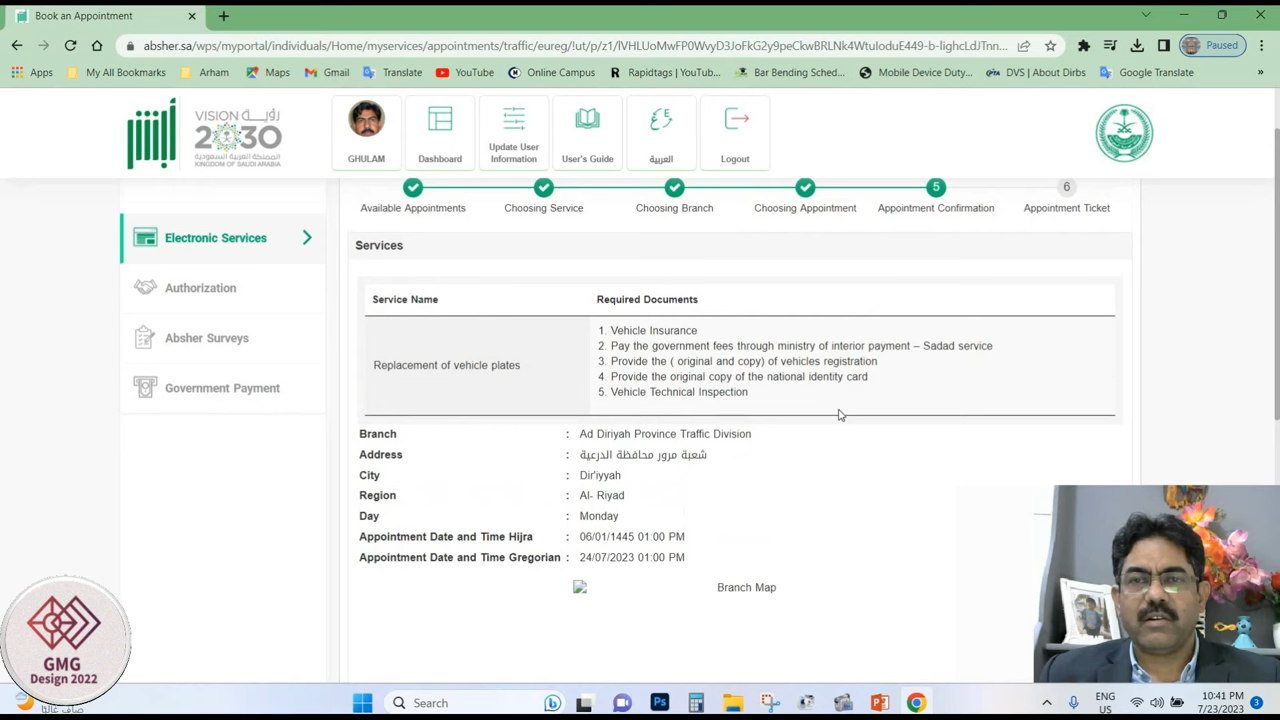 Book an Appointment
absher.sa/wps/myportal/individuals/Home/myservices/appointments/traffic/eureg/!ut/p/z1/
Paused
Apps
My All Bookmarks
Arham
Maps
Gmail
Translate
YouTube
Online Campus
Rapidtags | YouTu...
Bar Bending Sched...
Mobile Device Duty...
DVS | About Dirbs
Google Translate
»
أبشر
VISION رؤية
2030
المملكة العربية السعودية
KINGDOM OF SAUDI ARABIA
GHULAM
Dashboard
Update User
Information
User's Guide
العربية
Logout
Available Appointments
Choosing Service
Choosing Branch
Choosing Appointment
5
Appointment Confirmation
6
Appointment Ticket
Electronic Services
Authorization
Absher Surveys
Government Payment
Services
Service Name
Required Documents
Replacement of vehicle plates
1. Vehicle Insurance
2. Pay the government fees through ministry of interior payment – Sadad service
3. Provide the ( original and copy) of vehicles registration
4. Provide the original copy of the national identity card
5. Vehicle Technical Inspection
Branch : Ad Diriyah Province Traffic Division
Address : شعبة مرور محافظة الدرعية
City : Dir'iyyah
Region : Al- Riyad
Day : Monday
Appointment Date and Time Hijra : 06/01/1445 01:00 PM
Appointment Date and Time Gregorian : 24/07/2023 01:00 PM
Branch Map
GMG
Design 2022
Search
ENG
US
10:41 PM
7/23/2023
3